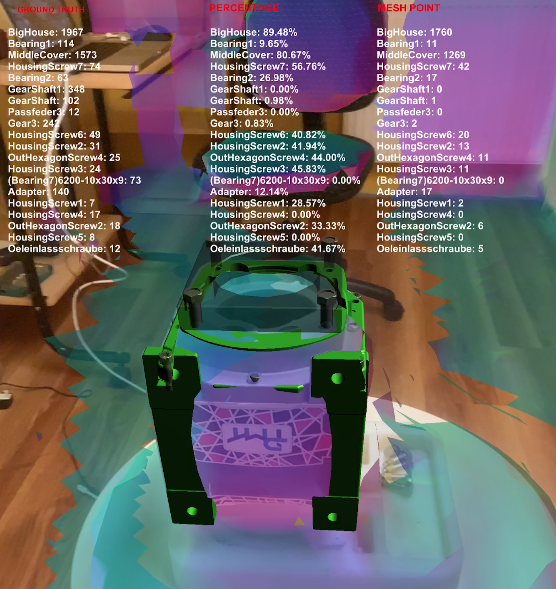 GROUND TRUTH
PERCENTAGE
MESH POINT
BigHouse: 1967
Bearing1: 114
MiddleCover: 1573
HousingScrew7: 74
Bearing2: 63
GearShaft1: 348
GearShaft: 102
Passfeder3: 12
Gear3: 242
HousingScrew6: 49
HousingScrew2: 31
OutHexagonScrew4: 25
HousingScrew3: 24
(Bearing7)6200-10x30x9: 73
Adapter: 140
HousingScrew1: 7
HousingScrew4: 17
OutHexagonScrew2: 18
HousingScrew5: 8
Oeleinlassschraube: 12
BigHouse: 89.48%
Bearing1: 9.65%
MiddleCover: 80.67%
HousingScrew7: 56.76%
Bearing2: 26.98%
GearShaft1: 0.00%
GearShaft: 0.98%
Passfeder3: 0.00%
Gear3: 0.83%
HousingScrew6: 40.82%
HousingScrew2: 41.94%
OutHexagonScrew4: 44.00%
HousingScrew3: 45.83%
(Bearing7)6200-10x30x9: 0.00%
Adapter: 12.14%
HousingScrew1: 28.57%
HousingScrew4: 0.00%
OutHexagonScrew2: 33.33%
HousingScrew5: 0.00%
Oeleinlassschraube: 41.67%
BigHouse: 1760
Bearing1: 11
MiddleCover: 1269
HousingScrew7: 42
Bearing2: 17
GearShaft1: 0
GearShaft: 1
Passfeder3: 0
Gear3: 2
HousingScrew6: 20
HousingScrew2: 13
OutHexagonScrew4: 11
HousingScrew3: 11
(Bearing7)6200-10x30x9: 0
Adapter: 17
HousingScrew1: 2
HousingScrew4: 0
OutHexagonScrew2: 6
HousingScrew5: 0
Oeleinlassschraube: 5